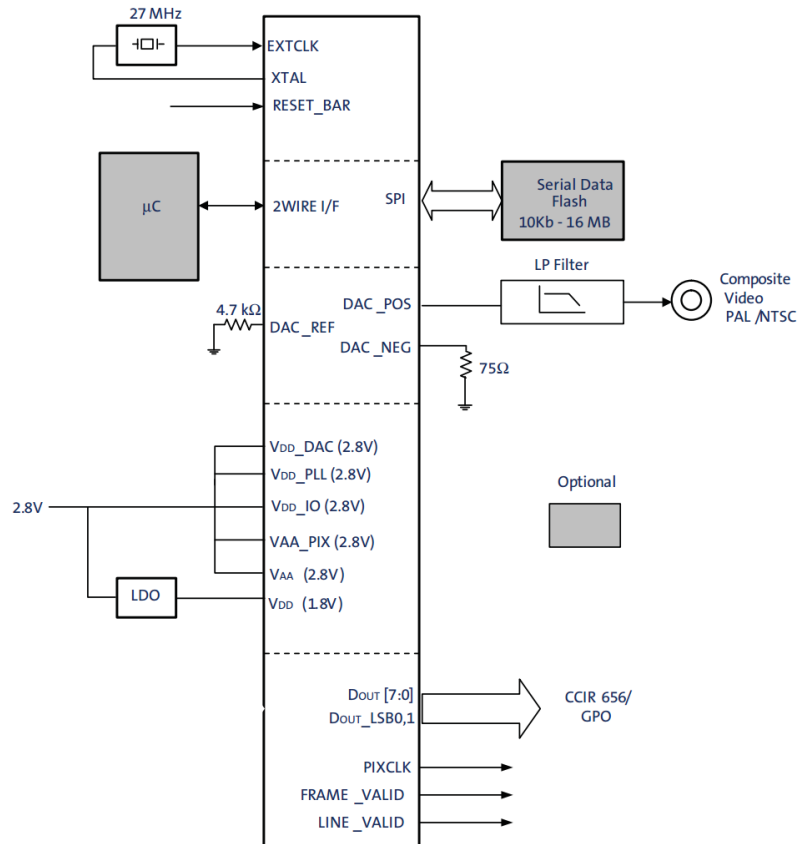 27 MHz
EXTCLK
XTAL
RESET_BAR
µC
2WIRE I/F
SPI
Serial Data
Flash
10Kb - 16 MB
LP Filter
4.7 kΩ
DAC_REF
DAC _POS
DAC _NEG
75Ω
Composite
Video
PAL /NTSC
VDD_DAC (2.8V)
VDD_PLL (2.8V)
2.8V
VDD_IO (2.8V)
VAA_PIX (2.8V)
VAA (2.8V)
LDO
VDD (1.8V)
Optional
DOUT [7:0]
DOUT_LSB0,1
CCIR 656/
GPO
PIXCLK
FRAME _VALID
LINE _VALID